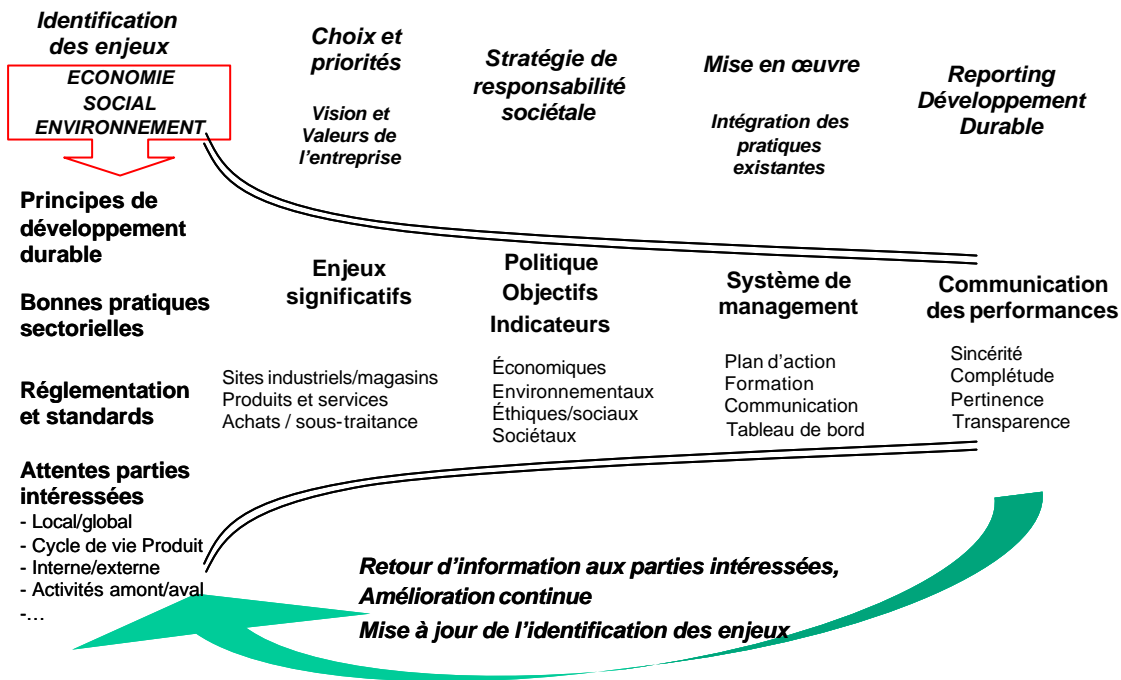 Identification
des enjeux
ECONOMIE
SOCIAL
ENVIRONNEMENT
Principes de
développement
durable
Bonnes pratiques
sectorielles
Réglementation
et standards
Attentes parties
intéressées
- Local/global
- Cycle de vie Produit
- Interne/externe
- Activités amont/aval
-...
Choix et
priorités
Vision et
Valeurs de
l'entreprise
Enjeux
significatifs
Sites industriels/magasins
Produits et services
Achats / sous-traitance
Stratégie de
responsabilité
sociétale
Politique
Objectifs
Indicateurs
Économiques
Environnementaux
Éthiques/sociaux
Sociétaux
Mise en œuvre
Intégration des
pratiques
existantes
Système de
management
Plan d'action
Formation
Communication
Tableau de bord
Reporting
Développement
Durable
Communication
des performances
Sincérité
Complétude
Pertinence
Transparence
Retour d'information aux parties intéressées,
Amélioration continue
Mise à jour de l'identification des enjeux